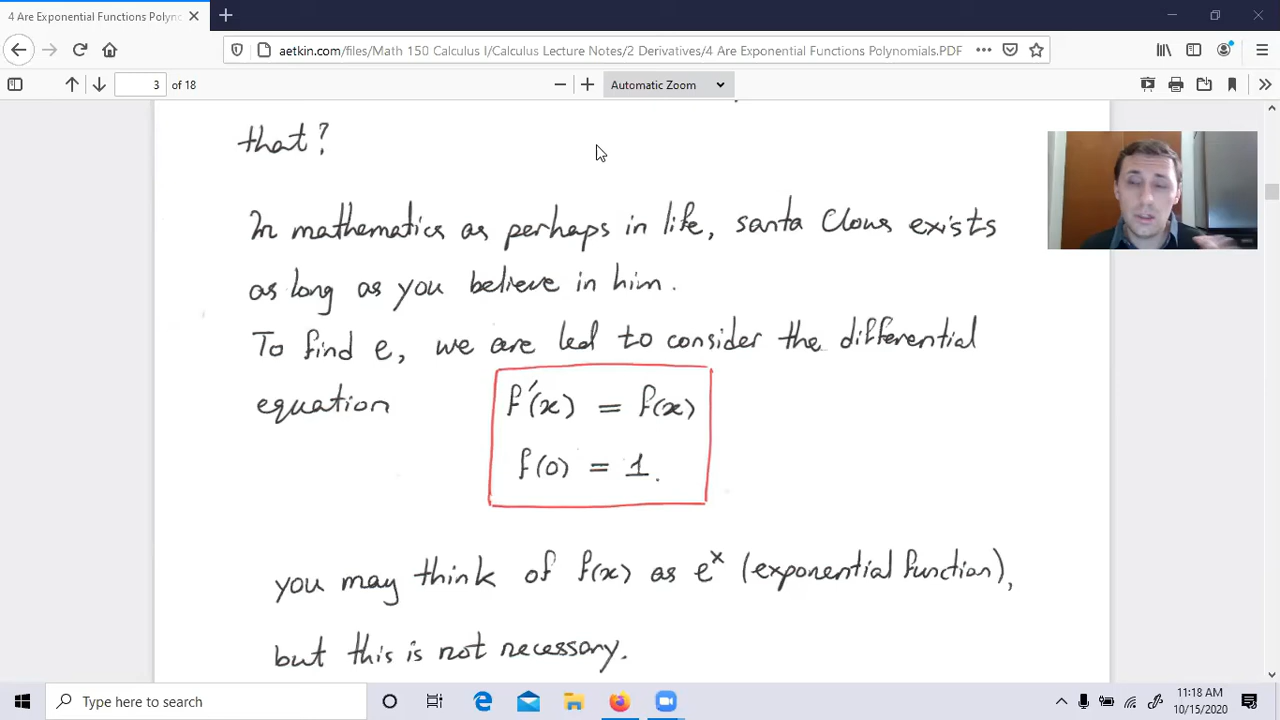 4 Are Exponential Functions Polyno
aetkin.com/files/Math 150 Calculus I/Calculus Lecture Notes/2 Derivatives/4 Are Exponential Functions Polynomials.PDF
3 of 18
Automatic Zoom
that?
In mathematics as perhaps in life, santa Claus exists
as long as you believe in him.
To find e, we are led to consider the differential
equation
f'(x) = f(x)
f(0) = 1.
you may think of f(x) as e^x (exponential function),
but this is not necessary.
Type here to search
11:18 AM
10/15/2020